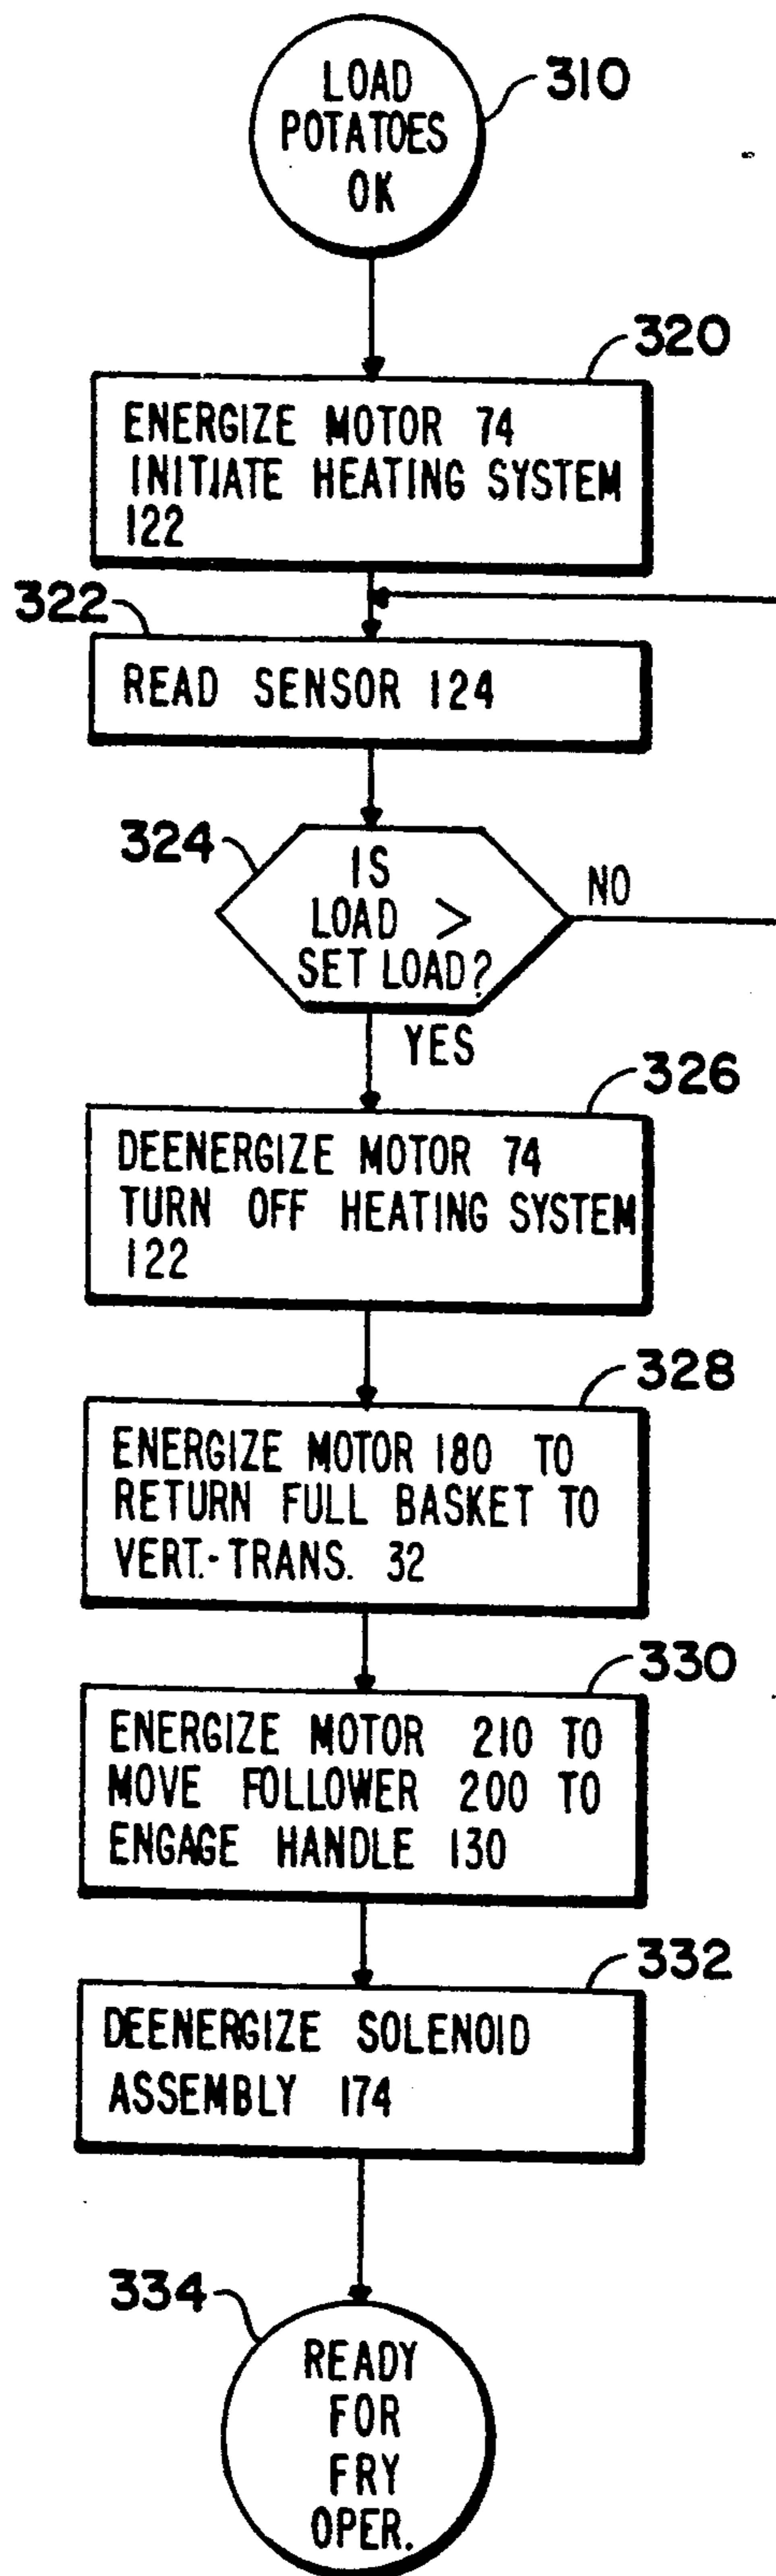 LOAD
POTATOES
OK
310
320
ENERGIZE MOTOR 74
INITIATE HEATING SYSTEM
122
322
READ SENSOR 124
324
IS
LOAD >
SET LOAD?
NO
YES
326
DEENERGIZE MOTOR 74
TURN OFF HEATING SYSTEM
122
328
ENERGIZE MOTOR 180 TO
RETURN FULL BASKET TO
VERT.-TRANS. 32
330
ENERGIZE MOTOR 210 TO
MOVE FOLLOWER 200 TO
ENGAGE HANDLE 130
332
DEENERGIZE SOLENOID
ASSEMBLY 174
334
READY
FOR
FRY
OPER.